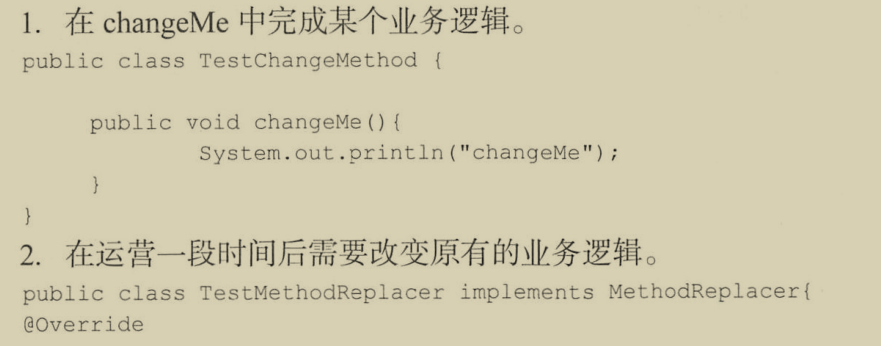 1. 在 changeMe 中完成某个业务逻辑。
public class TestChangeMethod {
public void changeMe(){
System.out.println("changeMe");
}
}
2. 在运营一段时间后需要改变原有的业务逻辑。
public class TestMethodReplacer implements MethodReplacer{
@Override